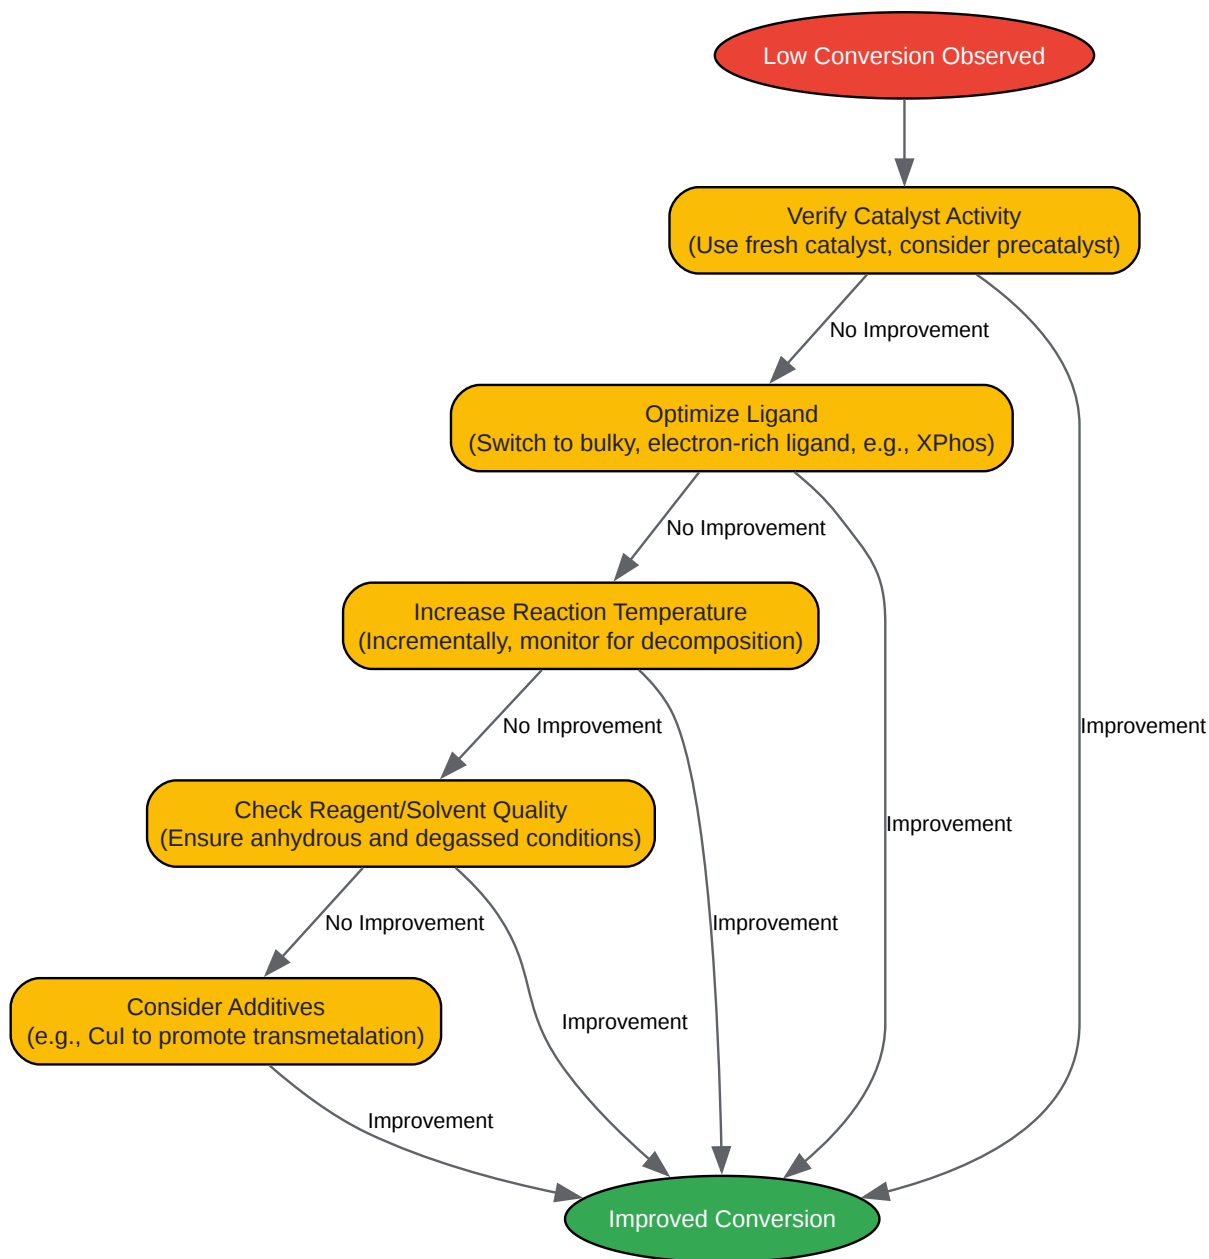 Low Conversion Observed
Verify Catalyst Activity
(Use fresh catalyst, consider precatalyst)
No Improvement
Optimize Ligand
(Switch to bulky, electron-rich ligand, e.g., XPhos)
No Improvement
Increase Reaction Temperature
(Incrementally, monitor for decomposition)
No Improvement
Improvement
Check Reagent/Solvent Quality
(Ensure anhydrous and degassed conditions)
Improvement
No Improvement
Improvement
Consider Additives
(e.g., CuI to promote transmetalation)
Improvement
Improvement
Improved Conversion